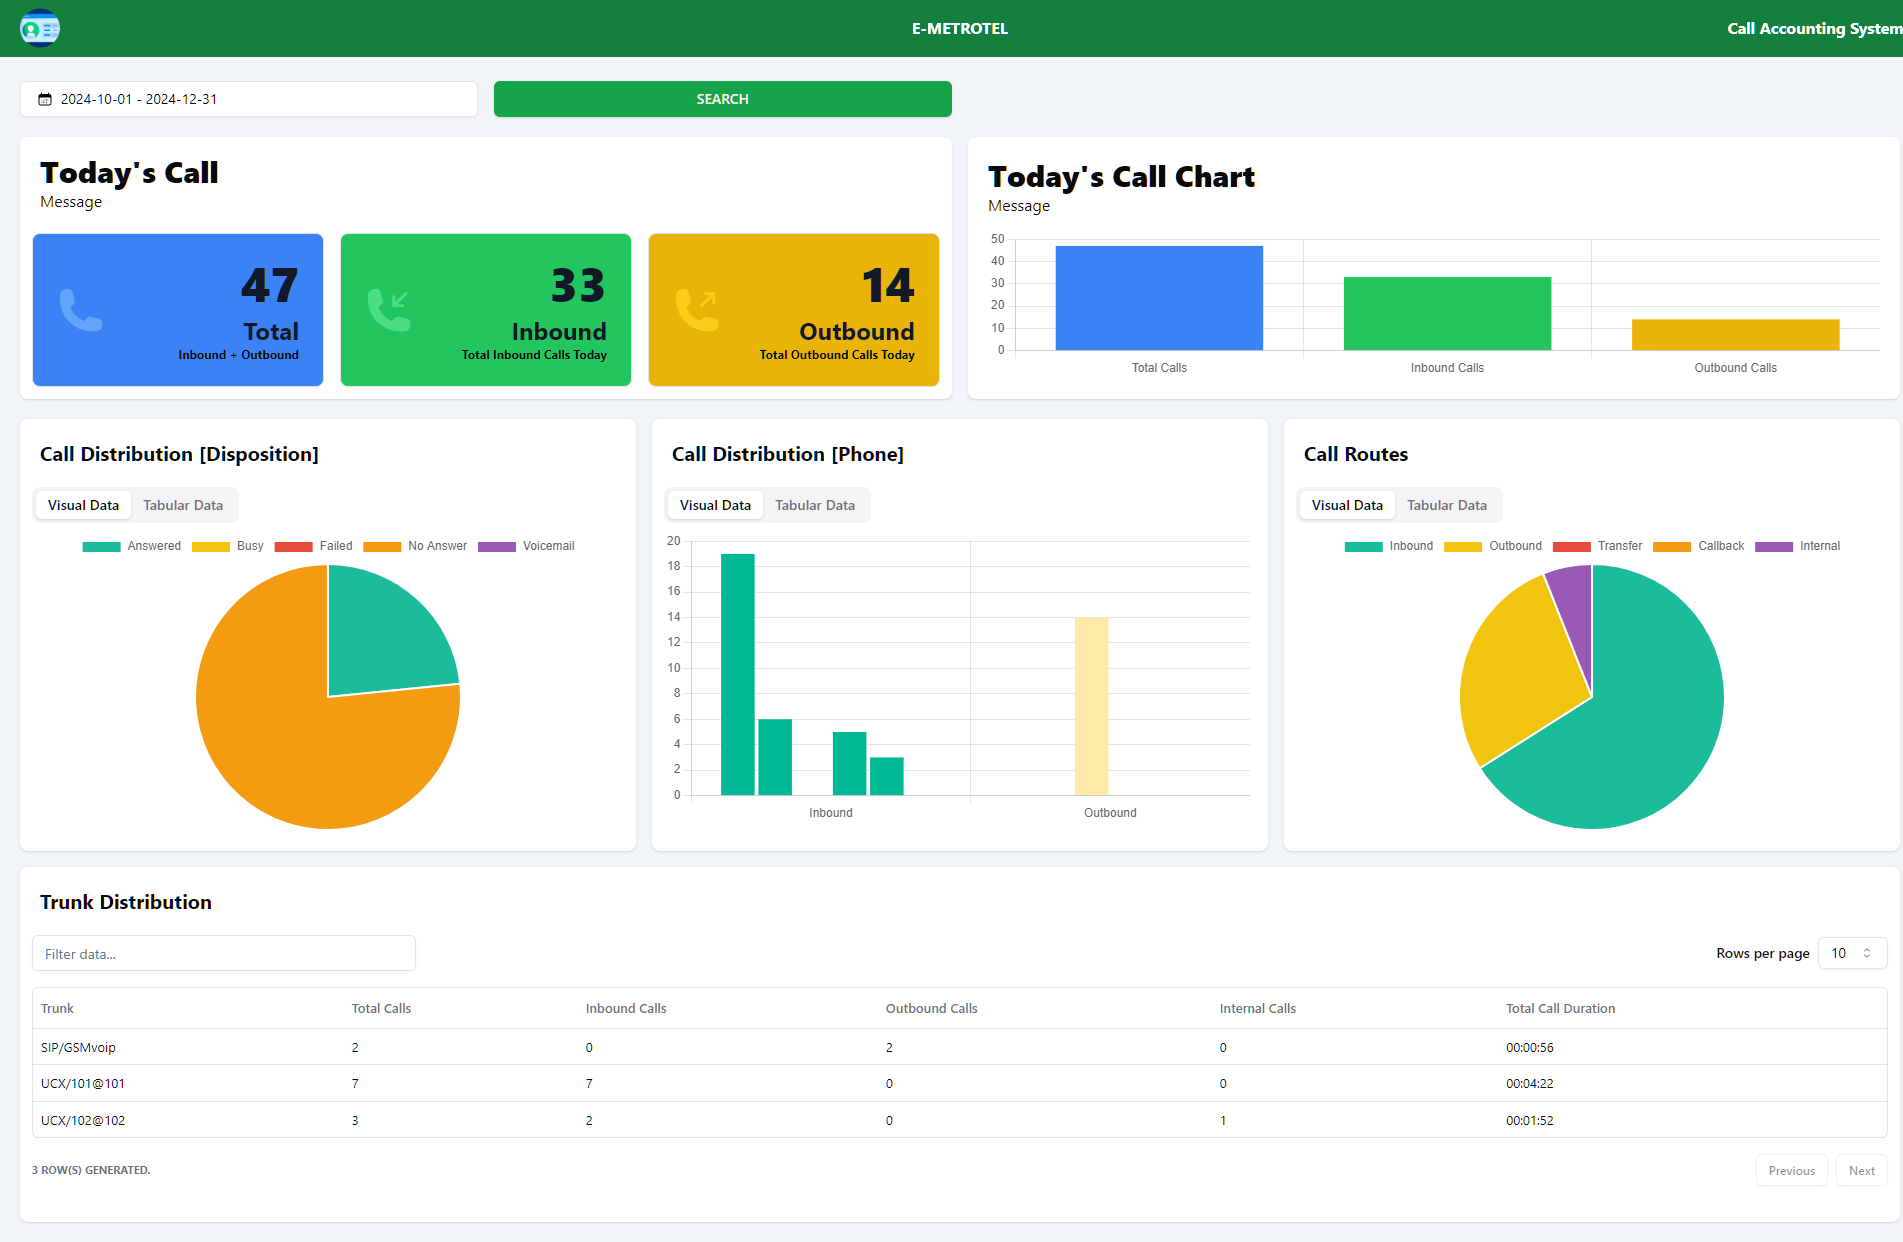 E-METROTEL
Call Accounting System
2024-10-01 - 2024-12-31
SEARCH
Today's Call
Message
47
Total
Inbound + Outbound
33
Inbound
Total Inbound Calls Today
14
Outbound
Total Outbound Calls Today
Today's Call Chart
Message
50
40
30
20
10
0
Total Calls
Inbound Calls
Outbound Calls
Call Distribution [Disposition]
Visual Data
Tabular Data
Answered
Busy
Failed
No Answer
Voicemail
Call Distribution [Phone]
Visual Data
Tabular Data
20
18
16
14
12
10
8
6
4
2
0
Inbound
Outbound
Call Routes
Visual Data
Tabular Data
Inbound
Outbound
Transfer
Callback
Internal
Trunk Distribution
Filter data...
Rows per page 10
Trunk Total Calls Inbound Calls Outbound Calls Internal Calls Total Call Duration
SIP/GSMvoip 2 0 2 0 00:00:56
UCX/101@101 7 7 0 0 00:04:22
UCX/102@102 3 2 0 1 00:01:52
3 ROW(S) GENERATED.
Previous
Next